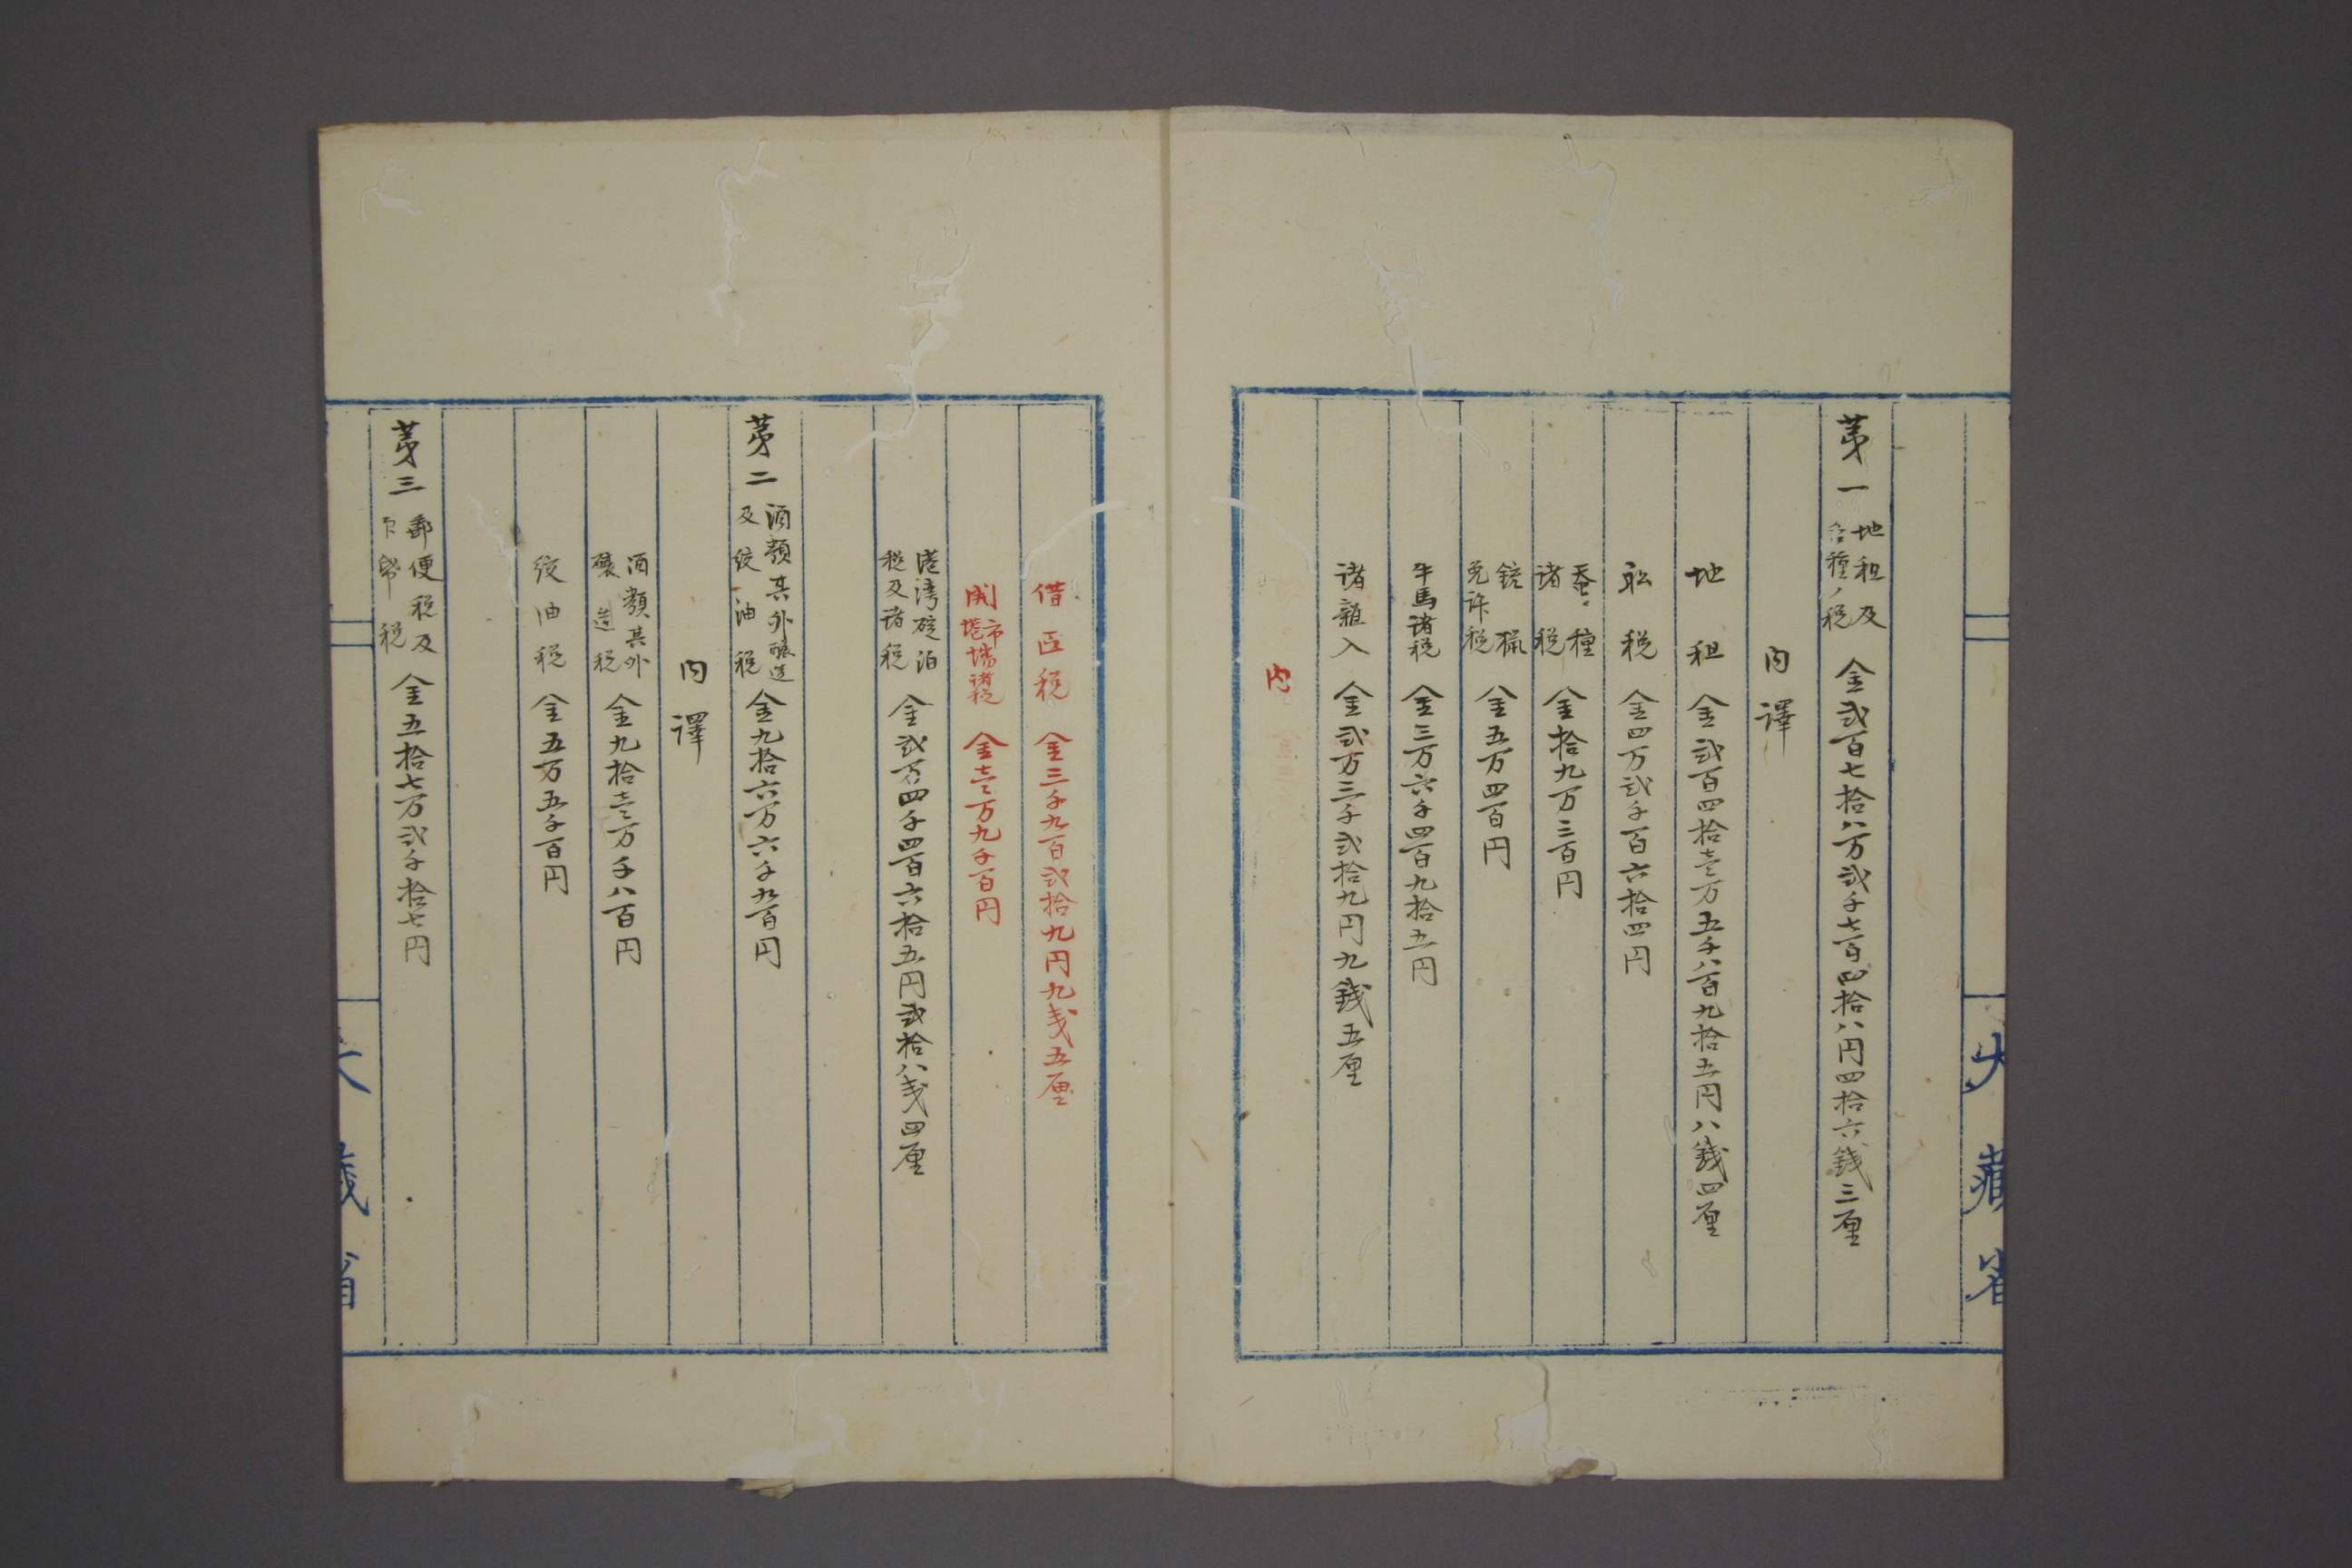 第一 地租及各種ノ税 金弐百七拾八万弐千七百四拾八円四拾六銭三厘
内譯
地租 金弐百四拾壱万五千八百九拾五円八銭四厘
舩税 金四万弐千百六拾四円
蚕種諸税 金拾九万三百円
銃猟免許税 金五万四百円
牛馬諸税 金三万六千四百九拾五円
諸雑入 金弐万三千弐拾九円九銭五厘
内
借区税 金三千九百弐拾九円九戋五厘
開市港場諸税 金壱万九千百円
港湾碇泊税及諸税 金弐万四千四百六拾五円弐拾八戋四厘
第二 酒類其外醸造及絞油税 金九拾六万六千九百円
内譯
酒類其外醸造税 金九拾壱万千八百円
絞油税 金五万五千百円
第三 郵便税及印帋税 金五拾七万弐千拾七円
大藏省
大藏省